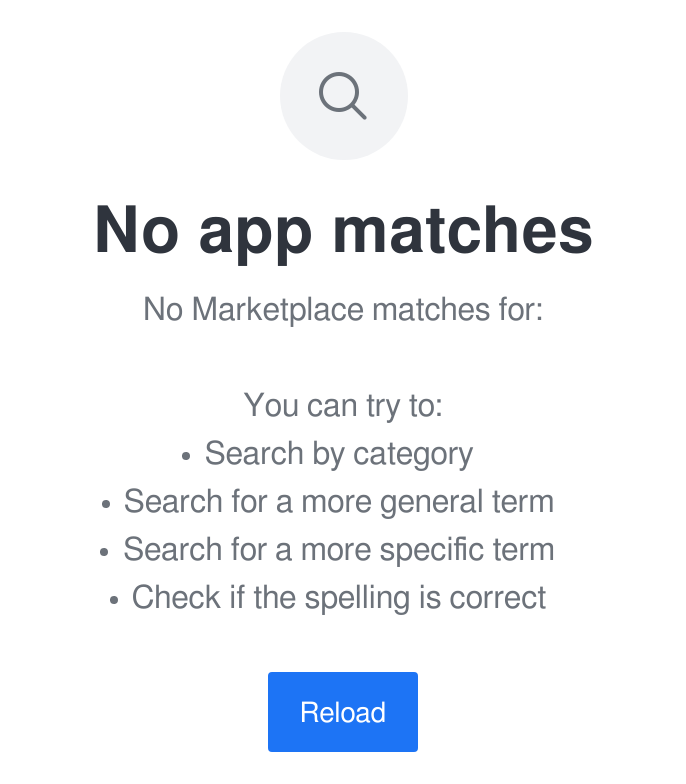 No app matches
No Marketplace matches for:
You can try to:
• Search by category
• Search for a more general term
• Search for a more specific term
• Check if the spelling is correct
Reload